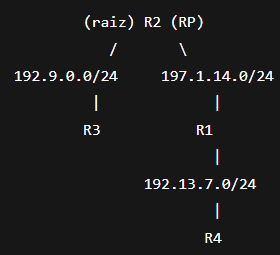 (raiz) R2 (RP)
/ \
192.9.0.0/24 197.1.14.0/24
| |
R3 R1
|
192.13.7.0/24
|
R4